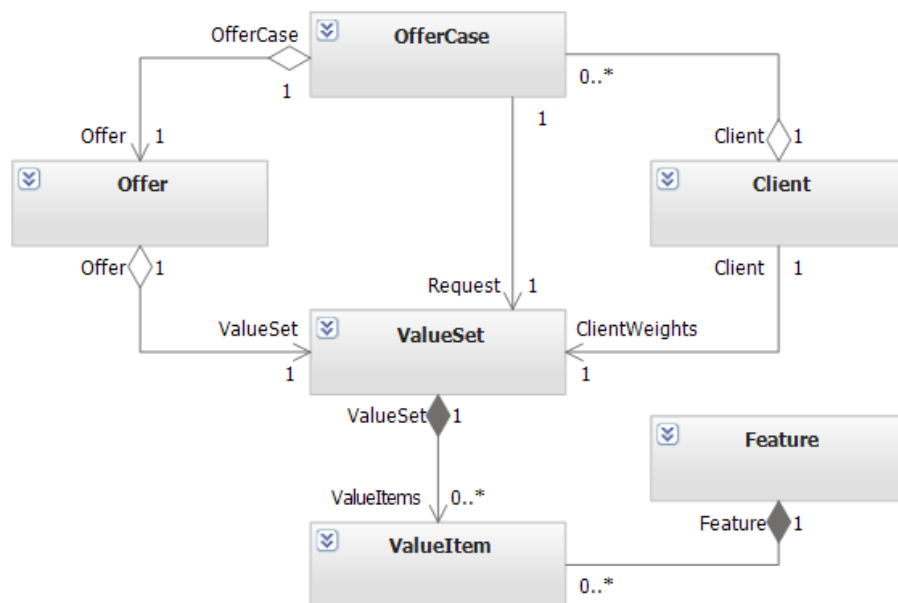 OfferCase
OfferCase
1
0..*
1
Offer
1
Client
1
Offer
Client
Offer
1
Client
1
Request
1
ValueSet
ValueSet
ClientWeights
1
1
ValueSet
1
Feature
ValueItems
0..*
Feature
1
ValueItem
0..*